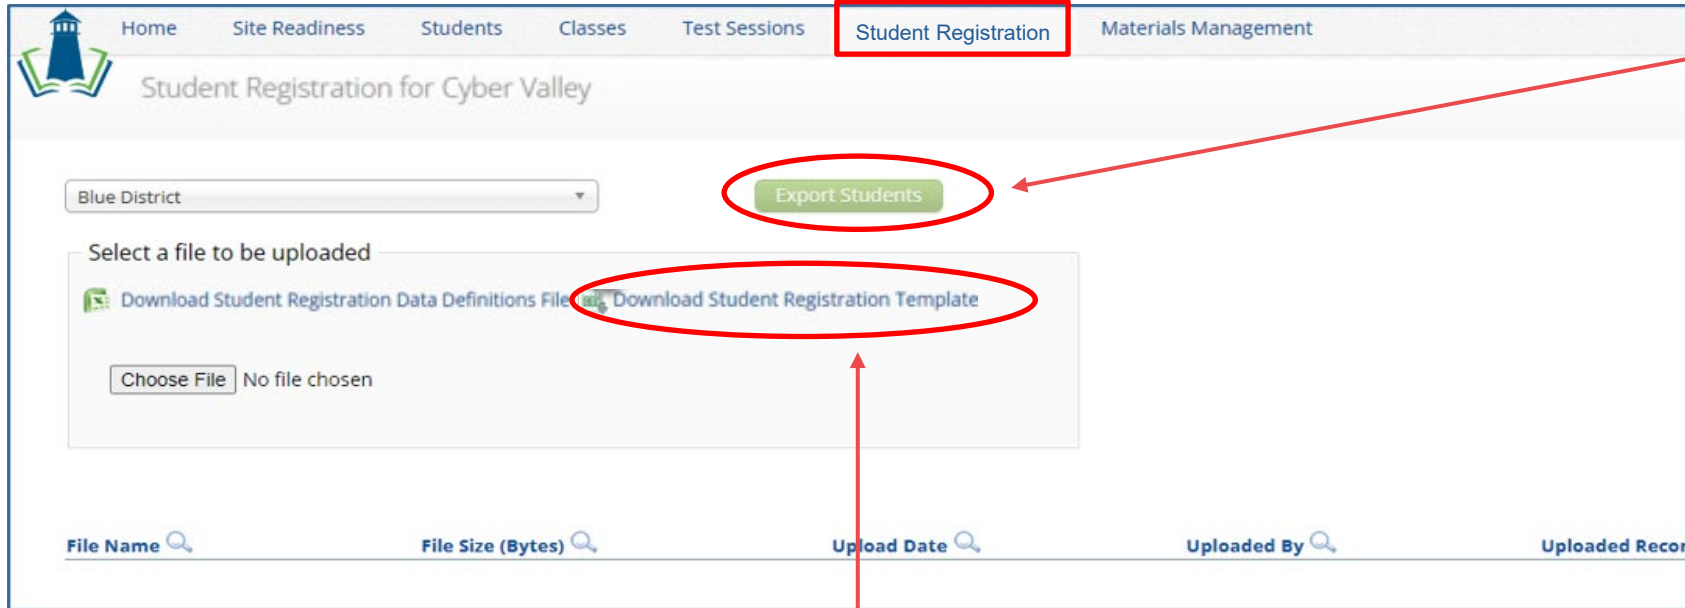 Home Site Readiness Students Classes Test Sessions Student Registration Materials Management
Student Registration for Cyber Valley
Blue District Export Students
Select a file to be uploaded
Download Student Registration Data Definitions File Download Student Registration Template
Choose File No file chosen
File Name File Size (Bytes) Upload Date Uploaded By Uploaded Recor